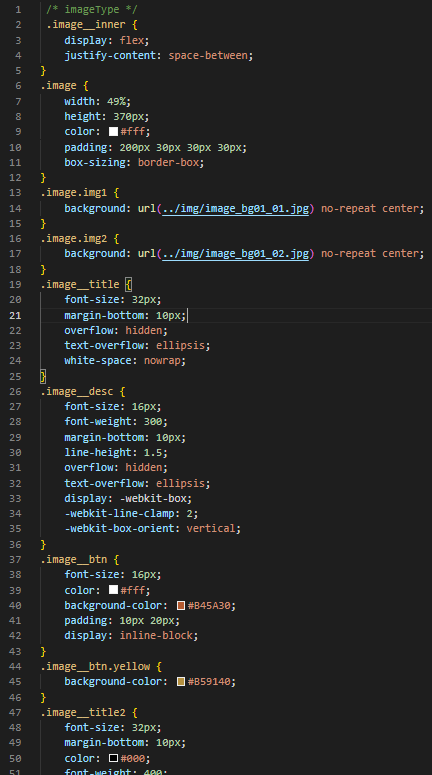 1 /* imageType */
2 .image__inner {
3 display: flex;
4 justify-content: space-between;
5 }
6 .image {
7 width: 49%;
8 height: 370px;
9 color: #fff;
10 padding: 200px 30px 30px 30px;
11 box-sizing: border-box;
12 }
13 .image.img1 {
14 background: url(../img/image_bg01_01.jpg) no-repeat center;
15 }
16 .image.img2 {
17 background: url(../img/image_bg01_02.jpg) no-repeat center;
18 }
19 .image__title {
20 font-size: 32px;
21 margin-bottom: 10px;
22 overflow: hidden;
23 text-overflow: ellipsis;
24 white-space: nowrap;
25 }
26 .image__desc {
27 font-size: 16px;
28 font-weight: 300;
29 margin-bottom: 10px;
30 line-height: 1.5;
31 overflow: hidden;
32 text-overflow: ellipsis;
33 display: -webkit-box;
34 -webkit-line-clamp: 2;
35 -webkit-box-orient: vertical;
36 }
37 .image__btn {
38 font-size: 16px;
39 color: #fff;
40 background-color: #B45A30;
41 padding: 10px 20px;
42 display: inline-block;
43 }
44 .image__btn.yellow {
45 background-color: #B59140;
46 }
47 .image__title2 {
48 font-size: 32px;
49 margin-bottom: 10px;
50 color: #000;
51 font-weight: 400;